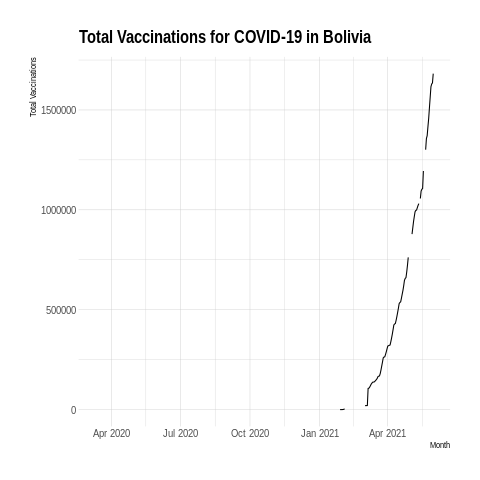 Total Vaccinations for COVID-19 in Bolivia
Total Vaccinations
1500000
1000000
500000
0
Apr 2020 Jul 2020 Oct 2020 Jan 2021 Apr 2021
Month